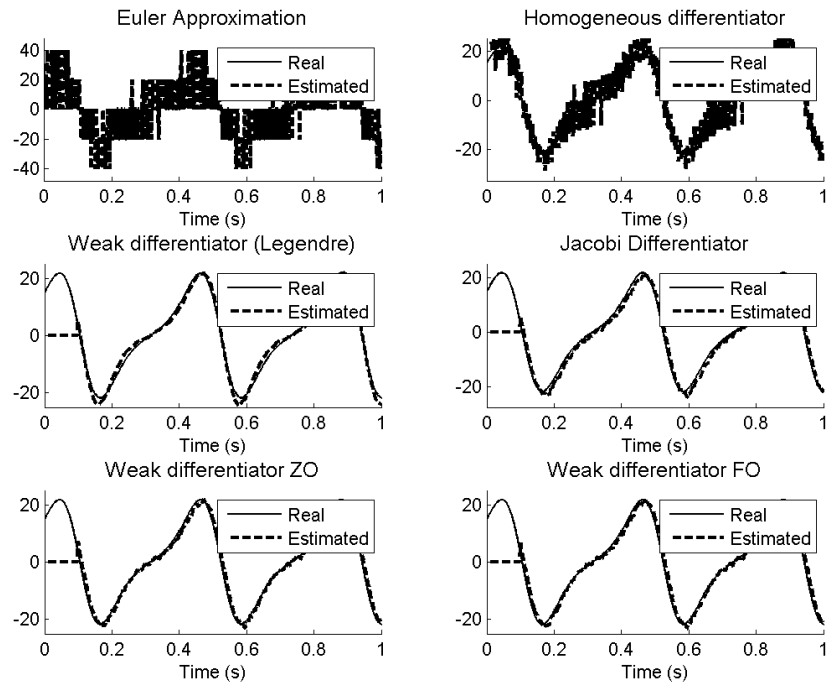 Euler Approximation
40
20
0
-20
-40
0 0.2 0.4 0.6 0.8 1
Time (s)
Real
Estimated
Homogeneous differentiator
20
0
-20
0 0.2 0.4 0.6 0.8 1
Time (s)
Real
Estimated
Weak differentiator (Legendre)
20
0
-20
0 0.2 0.4 0.6 0.8 1
Time (s)
Real
Estimated
Jacobi Differentiator
20
0
-20
0 0.2 0.4 0.6 0.8 1
Time (s)
Real
Estimated
Weak differentiator ZO
20
0
-20
0 0.2 0.4 0.6 0.8 1
Time (s)
Real
Estimated
Weak differentiator FO
20
0
-20
0 0.2 0.4 0.6 0.8 1
Time (s)
Real
Estimated